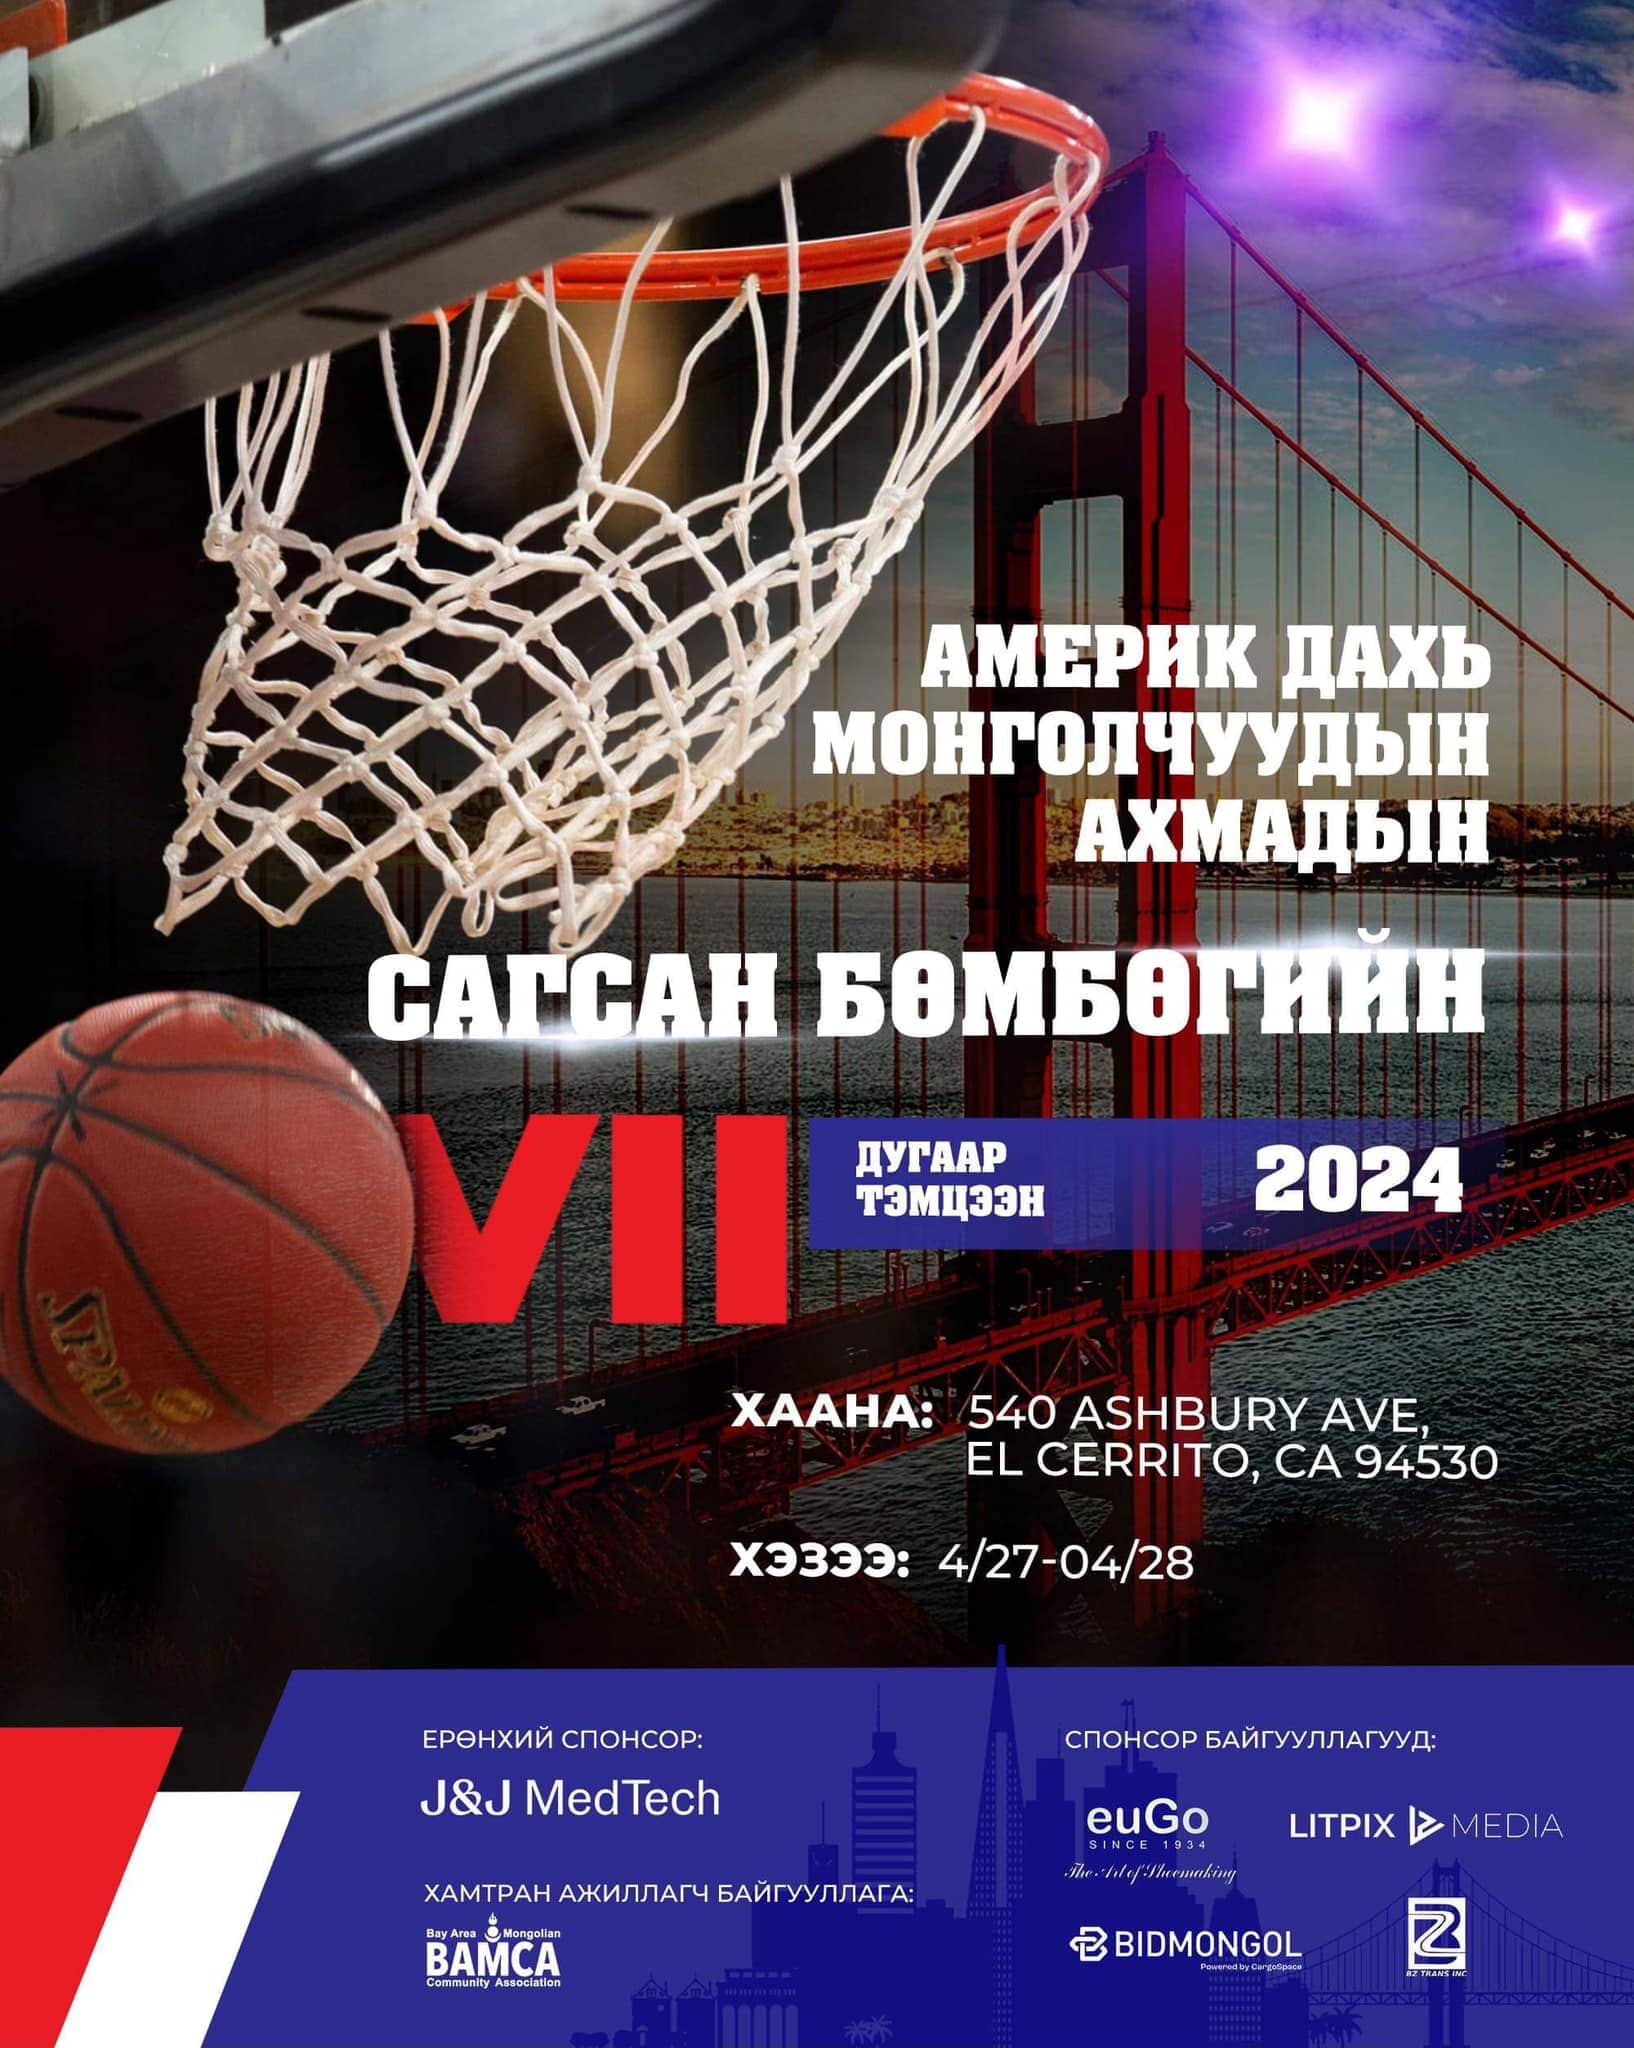 АМЕРИК ДАХЬ
МОНГОЛЧУУДЫН
АХМАДЫН
САГСАН БӨМБӨГИЙН
VII
ДУГААР
ТЭМЦЭЭН
2024
SPALDING
ХААНА: 540 ASHBURY AVE,
EL CERRITO, CA 94530
ХЭЗЭЭ: 4/27-04/28
ЕРӨНХИЙ СПОНСОР:
J&J MedTech
ХАМТРАН АЖИЛЛАГЧ БАЙГУУЛЛАГА:
Bay Area Mongolian
BAMCA
Community Association
СПОНСОР БАЙГУУЛЛАГУУД:
euGo
SINCE 1934
The Art of Shoemaking
LITPIX MEDIA
BIDMONGOL
Powered by CargoSpace
BZ TRANS INC